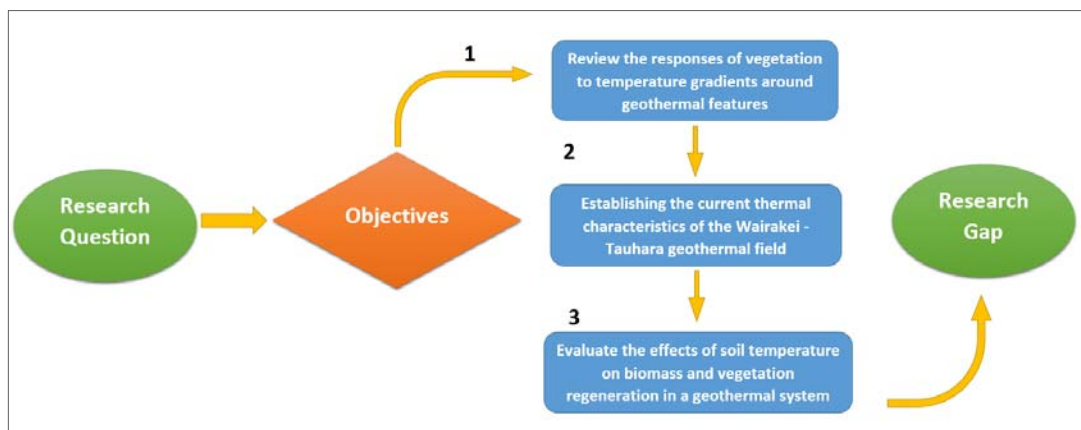 Research
Question
Objectives
1
Review the responses of vegetation
to temperature gradients around
geothermal features
2
Establishing the current thermal
characteristics of the Wairakei -
Tauhara geothermal field
3
Evaluate the effects of soil temperature
on biomass and vegetation
regeneration in a geothermal system
Research
Gap